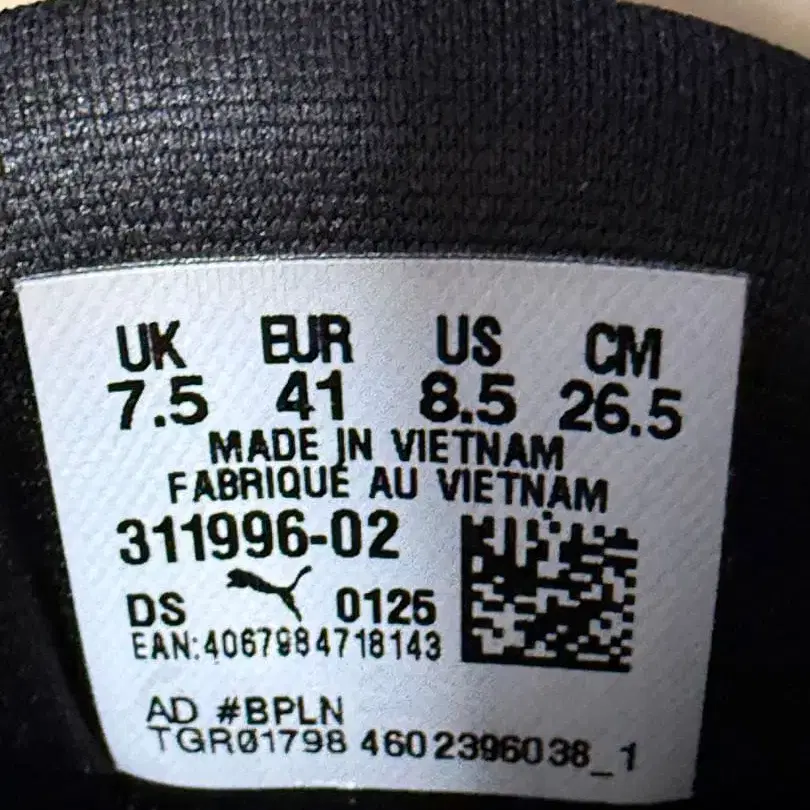 UK EUR US CM
7.5 41 8.5 26.5
MADE IN VIETNAM
FABRIQUE AU VIETNAM
311996-02
DS 0125
EAN:4067984718143
AD #BPLN
TGR01798 4602396038_1